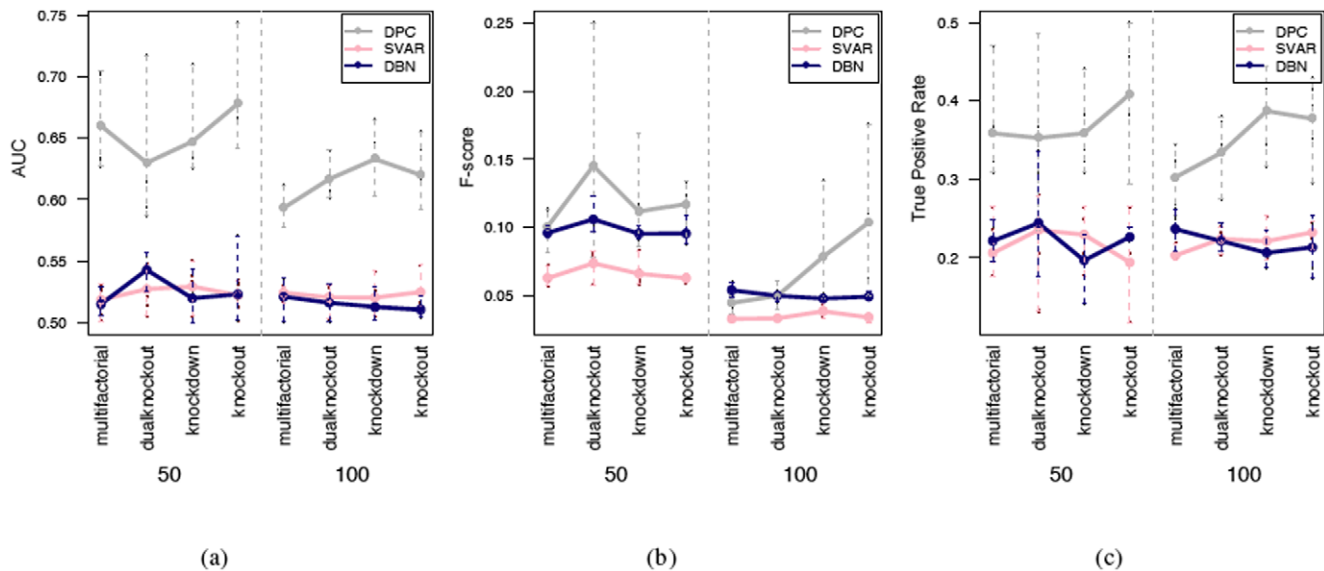 AUC
0.75
0.70
0.65
0.60
0.55
0.50
DPC
SVAR
DBN
multifactorial
dualknockout
knockdown
knockout
multifactorial
dualknockout
knockdown
knockout
50
100
(a)
F-score
0.25
0.20
0.15
0.10
0.05
DPC
SVAR
DBN
multifactorial
dualknockout
knockdown
knockout
multifactorial
dualknockout
knockdown
knockout
50
100
(b)
True Positive Rate
0.5
0.4
0.3
0.2
DPC
SVAR
DBN
multifactorial
dualknockout
knockdown
knockout
multifactorial
dualknockout
knockdown
knockout
50
100
(c)